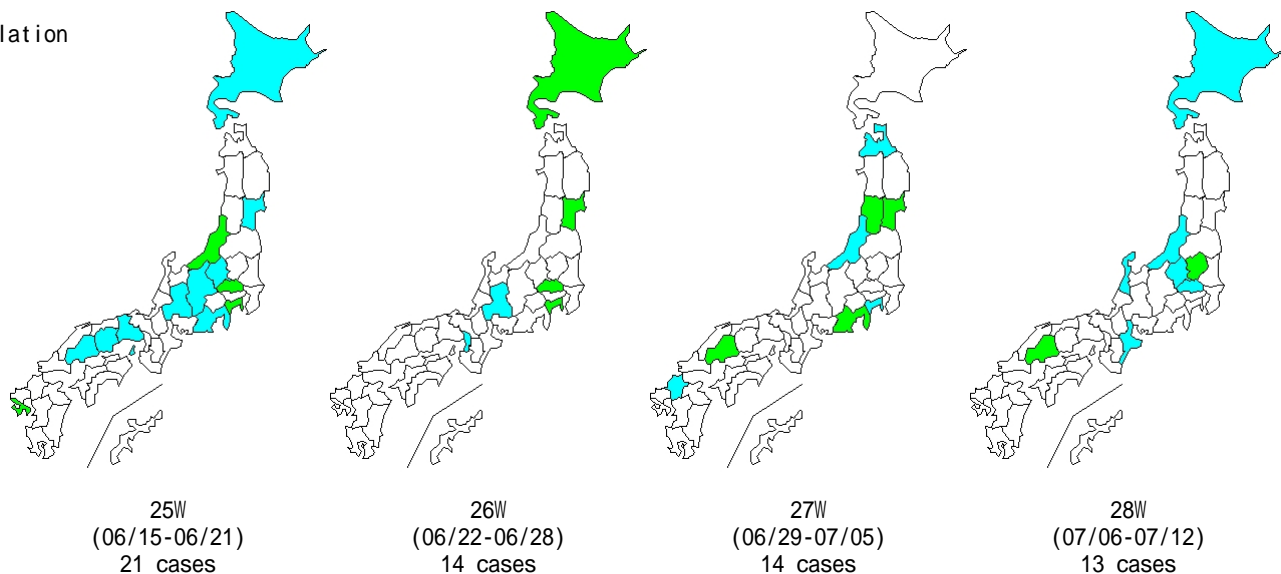 lation
25W
(06/15-06/21)
21 cases
26W
(06/22-06/28)
14 cases
27W
(06/29-07/05)
14 cases
28W
(07/06-07/12)
13 cases